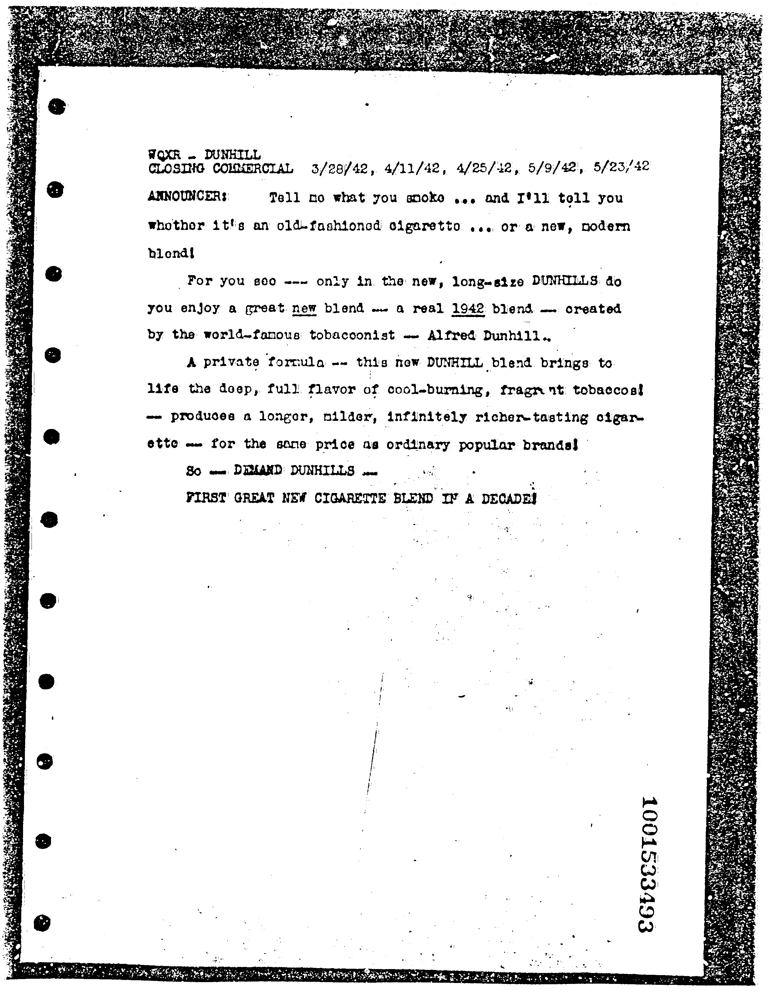 WQXR - DUNHILL
CLOSING COMMERCIAL 3/28/42, 4/11/42, 4/25/42, 5/9/42, 5/23/42
ANNOUNCER: Tell me what you smoke ... and I'll tell you
whether it's an old-fashioned cigarette ... or a new, modern
blend!
For you see --- only in the new, long-size DUNHILLS do
you enjoy a great new blend -- a real 1942 blend -- created
by the world-famous tobacconist -- Alfred Dunhill.
A private formula -- this new DUNHILL blend brings to
life the deep, full flavor of cool-burning, fragrant tobaccos!
-- produces a longer, milder, infinitely richer-tasting cigar-
ette -- for the same price as ordinary popular brands!
So -- DEMAND DUNHILLS --
FIRST GREAT NEW CIGARETTE BLEND IN A DECADE!
1001533493